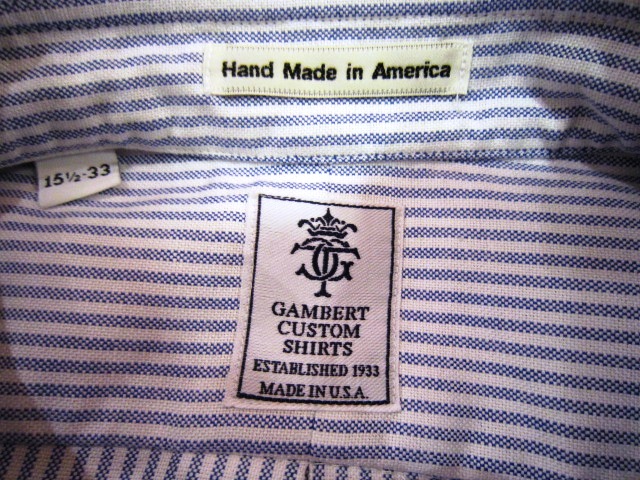 Hand Made in America
15½-33
GAMBERT
CUSTOM
SHIRTS
ESTABLISHED 1933
MADE IN U.S.A.